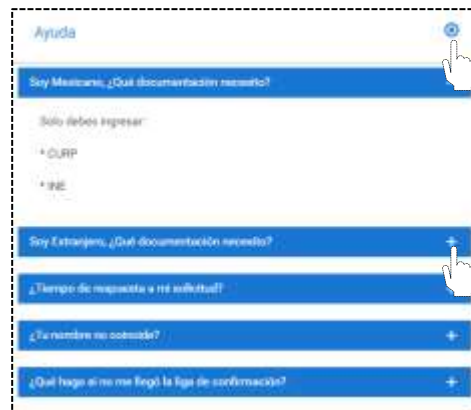 Ayuda
Soy Mexicano, ¿Qué documentación necesito?
Solo debes ingresar:
* CURP
* INE
Soy Extranjero, ¿Qué documentación necesito?
¿Tiempo de respuesta a mi solicitud?
¿Tu nombre no coincide?
¿Qué hago si no me llegó la liga de confirmación?